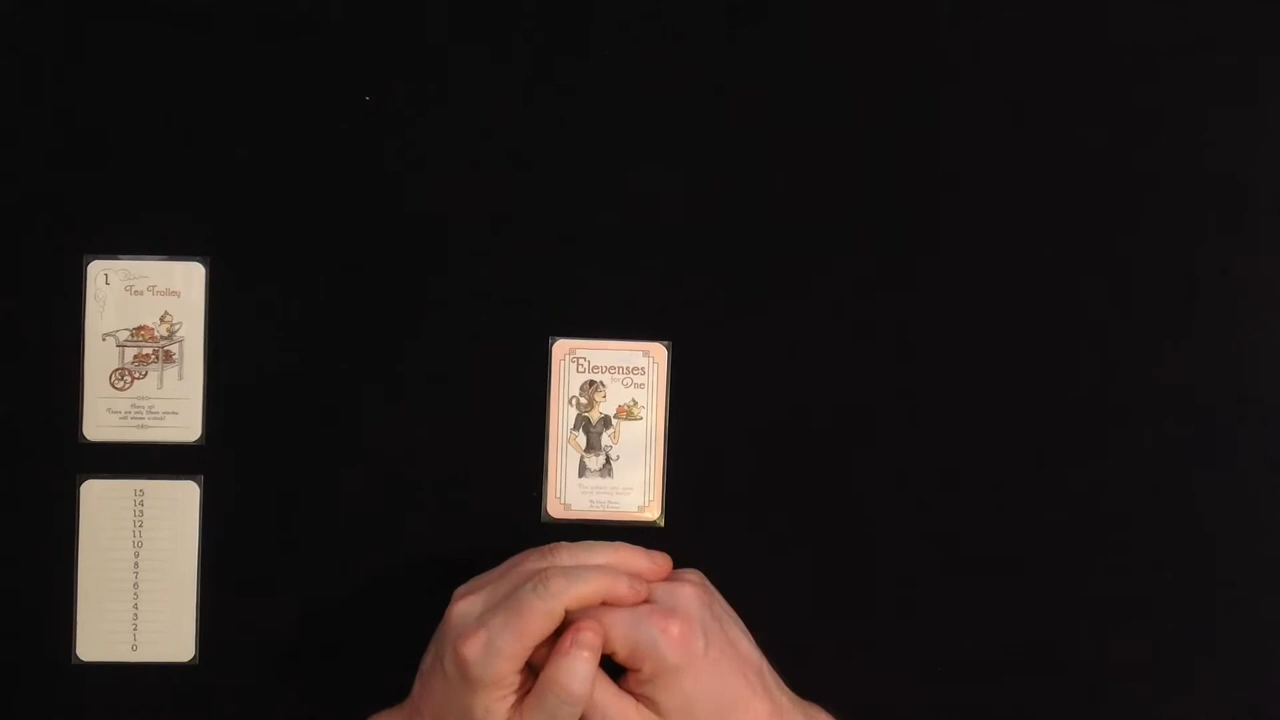 1
Tea Trolley
Hurry up!
There are only fifteen minutes
until eleven o'clock!
15
14
13
12
11
10
9
8
7
6
5
4
3
2
1
0
Elevenses
for One